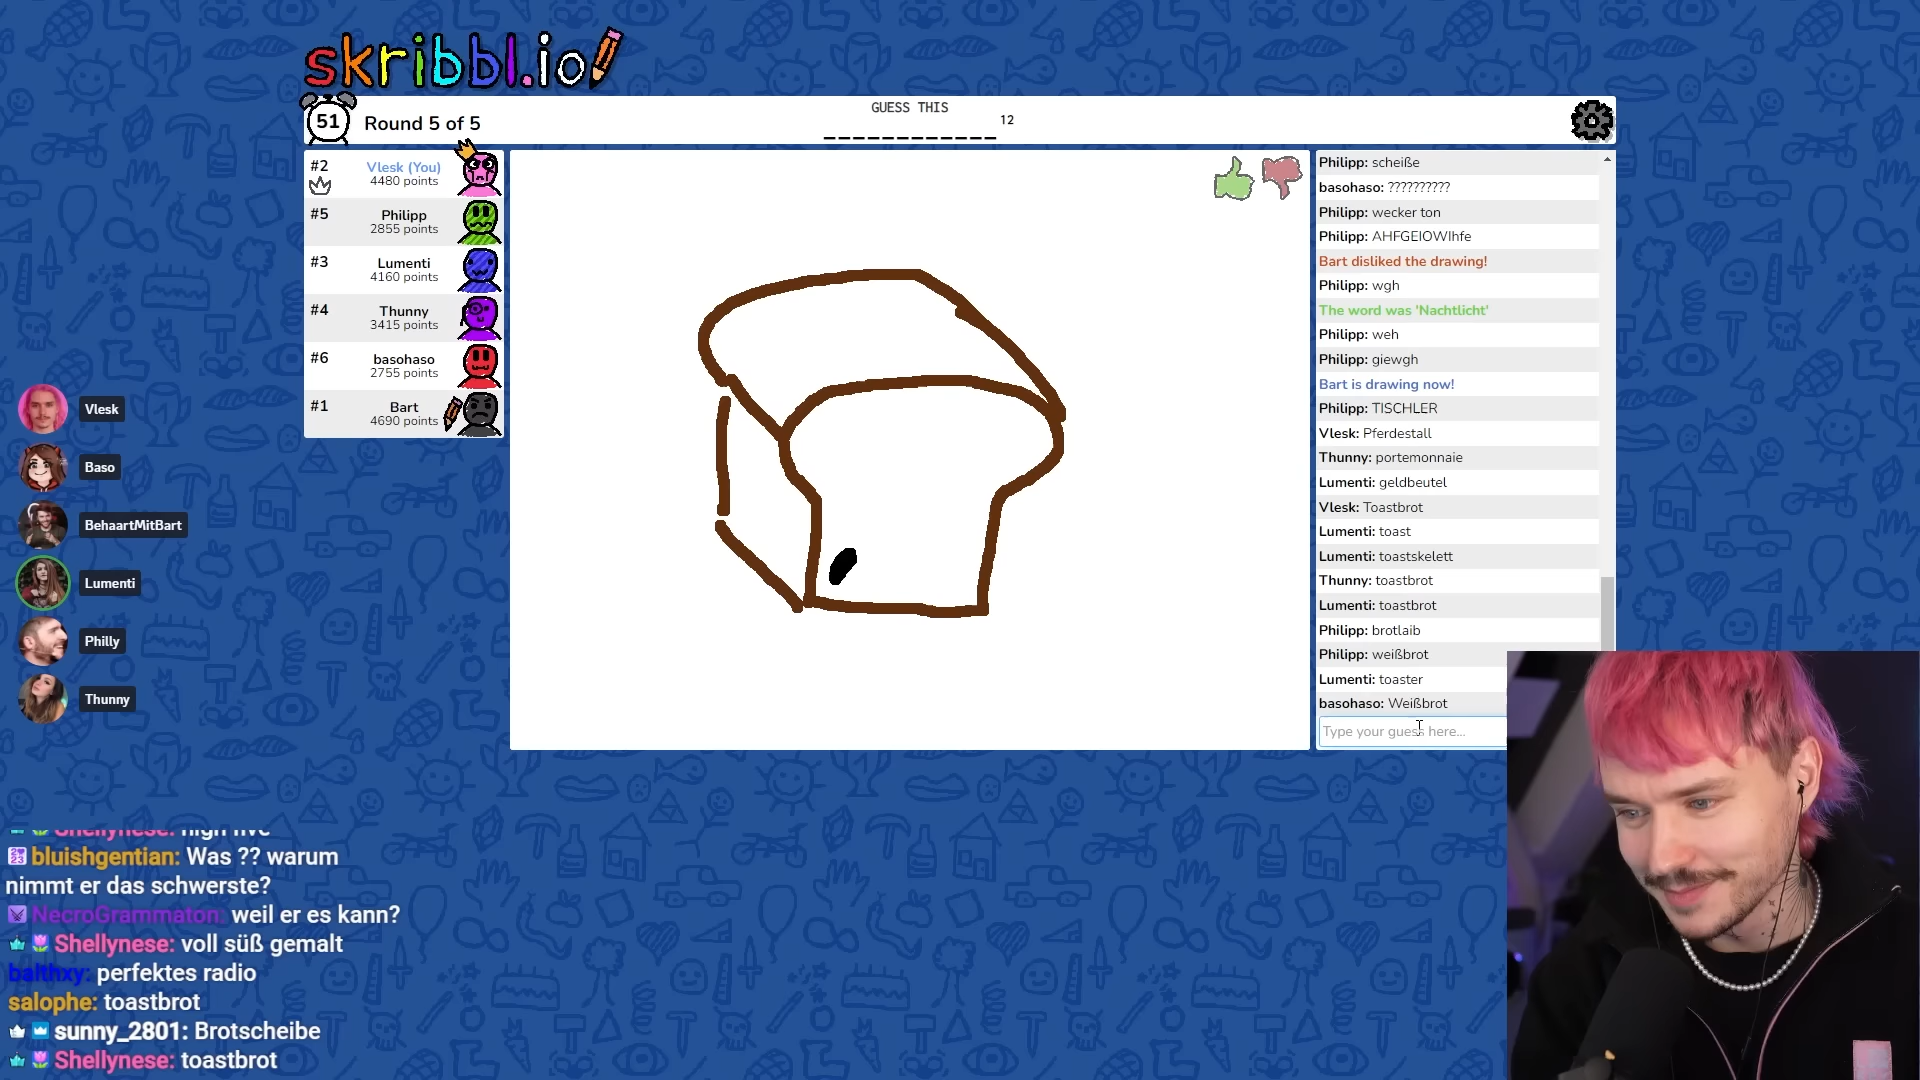 skribbl.io
51
Round 5 of 5
GUESS THIS
____________ 12
#2
Vlesk (You)
4480 points
#5
Philipp
2855 points
#3
Lumenti
4160 points
#4
Thunny
3415 points
#6
basohaso
2755 points
#1
Bart
4690 points
Philipp: scheiße
basohaso: ??????????
Philipp: wecker ton
Philipp: AHFGEIOWIhfe
Bart disliked the drawing!
Philipp: wgh
The word was 'Nachtlicht'
Philipp: weh
Philipp: giewgh
Bart is drawing now!
Philipp: TISCHLER
Vlesk: Pferdestall
Thunny: portemonnaie
Lumenti: geldbeutel
Vlesk: Toastbrot
Lumenti: toast
Lumenti: toastskelett
Thunny: toastbrot
Lumenti: toastbrot
Philipp: brotlaib
Philipp: weißbrot
Lumenti: toaster
basohaso: Weißbrot
Type your guess here...
Vlesk
Baso
BehaartMitBart
Lumenti
Philly
Thunny
Shellynese: high five
bluishgentian: Was ?? warum
nimmt er das schwerste?
NecroGrammaton: weil er es kann?
Shellynese: voll süß gemalt
balthxy: perfektes radio
salophe: toastbrot
sunny_2801: Brotscheibe
Shellynese: toastbrot